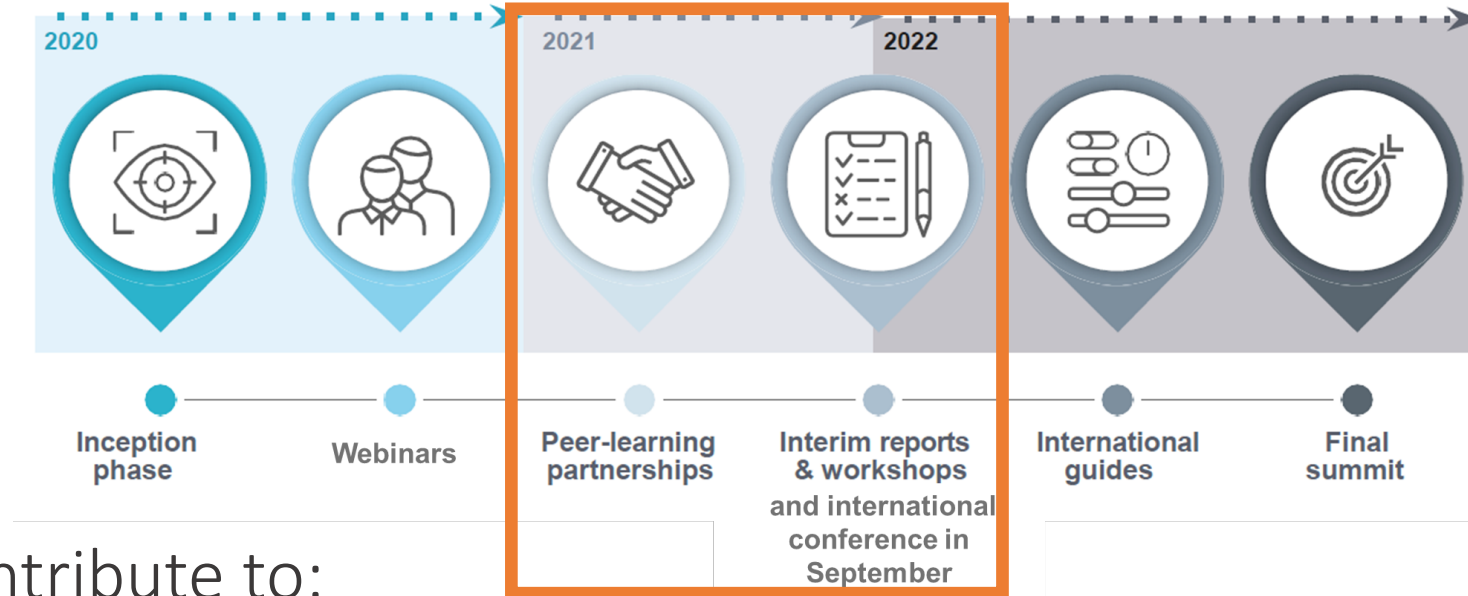 2020
2021
2022
Inception
phase
Webinars
Peer-learning
partnerships
Interim reports
& workshops
and international
conference in
September
International
guides
Final
summit
ntribute to: